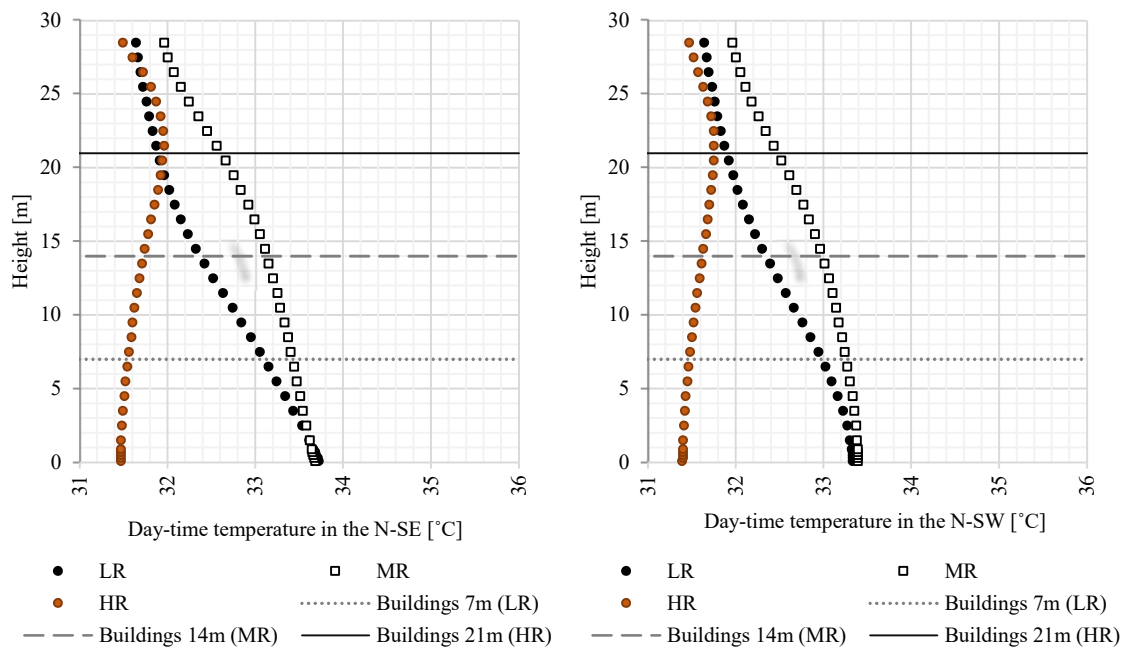 30
25
20
15
10
5
0
Height [m]
31
32
33
34
35
36
Day-time temperature in the N-SE [˚C]
LR
MR
HR
Buildings 7m (LR)
Buildings 14m (MR)
Buildings 21m (HR)
30
25
20
15
10
5
0
Height [m]
31
32
33
34
35
36
Day-time temperature in the N-SW [˚C]
LR
MR
HR
Buildings 7m (LR)
Buildings 14m (MR)
Buildings 21m (HR)